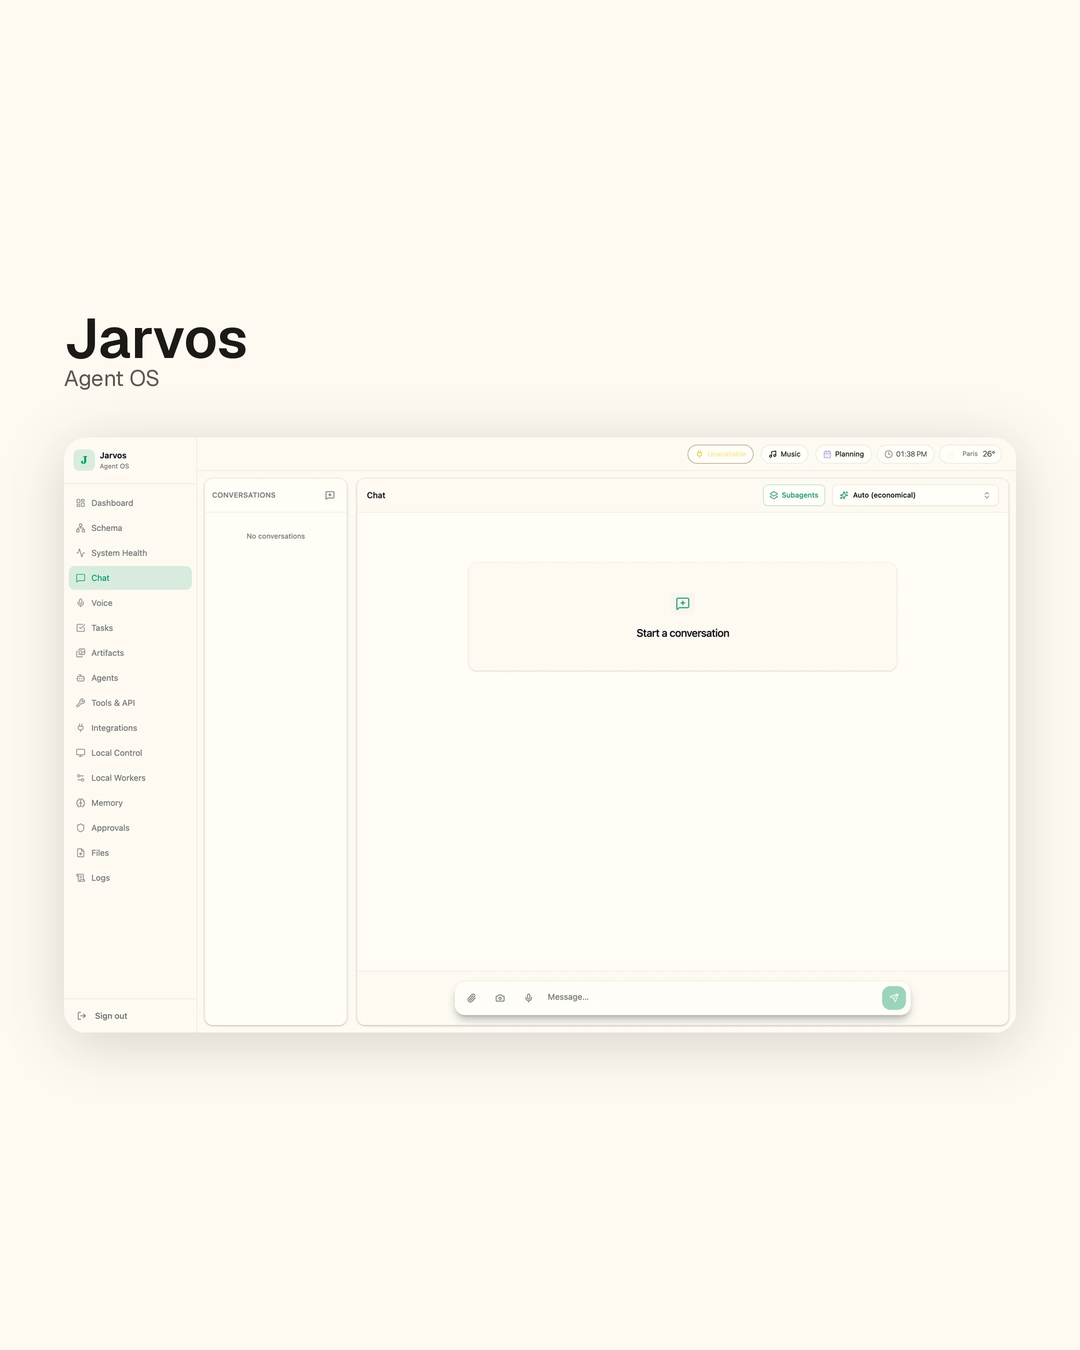 Jarvos
Agent OS
J
Jarvos
Agent OS
Unavailable
Music
Planning
01:38 PM
Paris 26°
Dashboard
Schema
System Health
Chat
Voice
Tasks
Artifacts
Agents
Tools & API
Integrations
Local Control
Local Workers
Memory
Approvals
Files
Logs
Sign out
CONVERSATIONS
No conversations
Chat
Subagents
Auto (economical)
Start a conversation
Message...